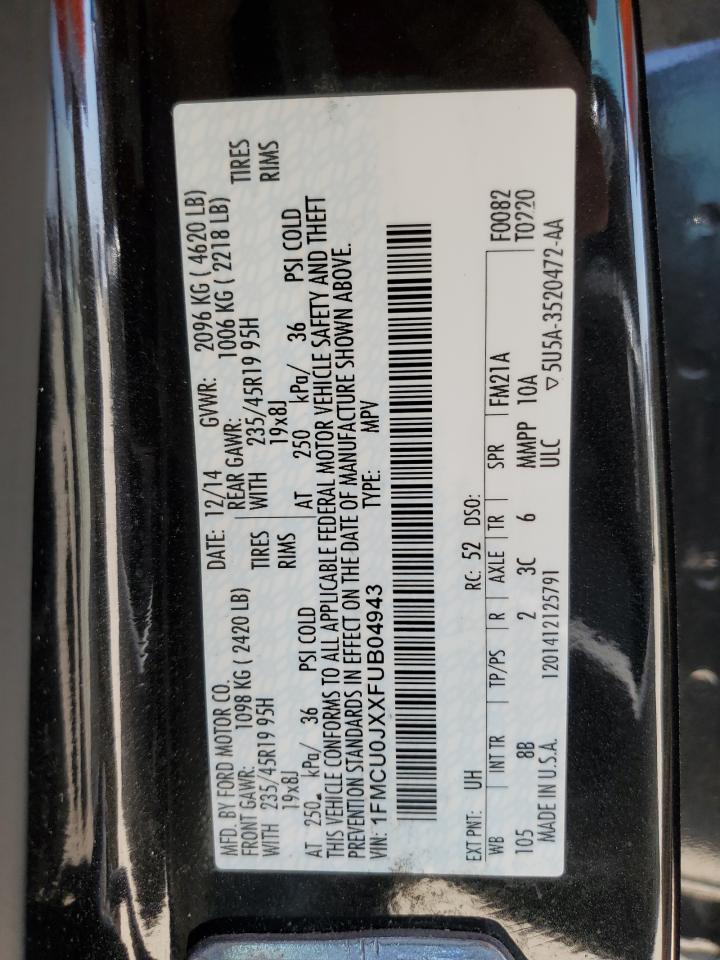 MFD. BY FORD MOTOR CO. DATE: 12/14 GVWR: 2096 KG ( 4620 LB)
FRONT GAWR: 1098 KG ( 2420 LB) REAR GAWR: 1006 KG ( 2218 LB)
WITH 235/45R19 95H TIRES WITH 235/45R19 95H TIRES
19x8J RIMS 19x8J RIMS
AT 250 kPa/ 36 PSI COLD AT 250 kPa/ 36 PSI COLD
THIS VEHICLE CONFORMS TO ALL APPLICABLE FEDERAL MOTOR VEHICLE SAFETY AND THEFT
PREVENTION STANDARDS IN EFFECT ON THE DATE OF MANUFACTURE SHOWN ABOVE.
VIN: 1FMCU0JXXFUB04943 TYPE: MPV
EXT PNT: UH RC: 52 DSO:
WB INT TR TP/PS R AXLE TR SPR FM21A F0082
105 8B 2 3C 6 MMPP 10A T0920
MADE IN U.S.A. 1201412125791 ULC ▽5U5A-3520472-AA